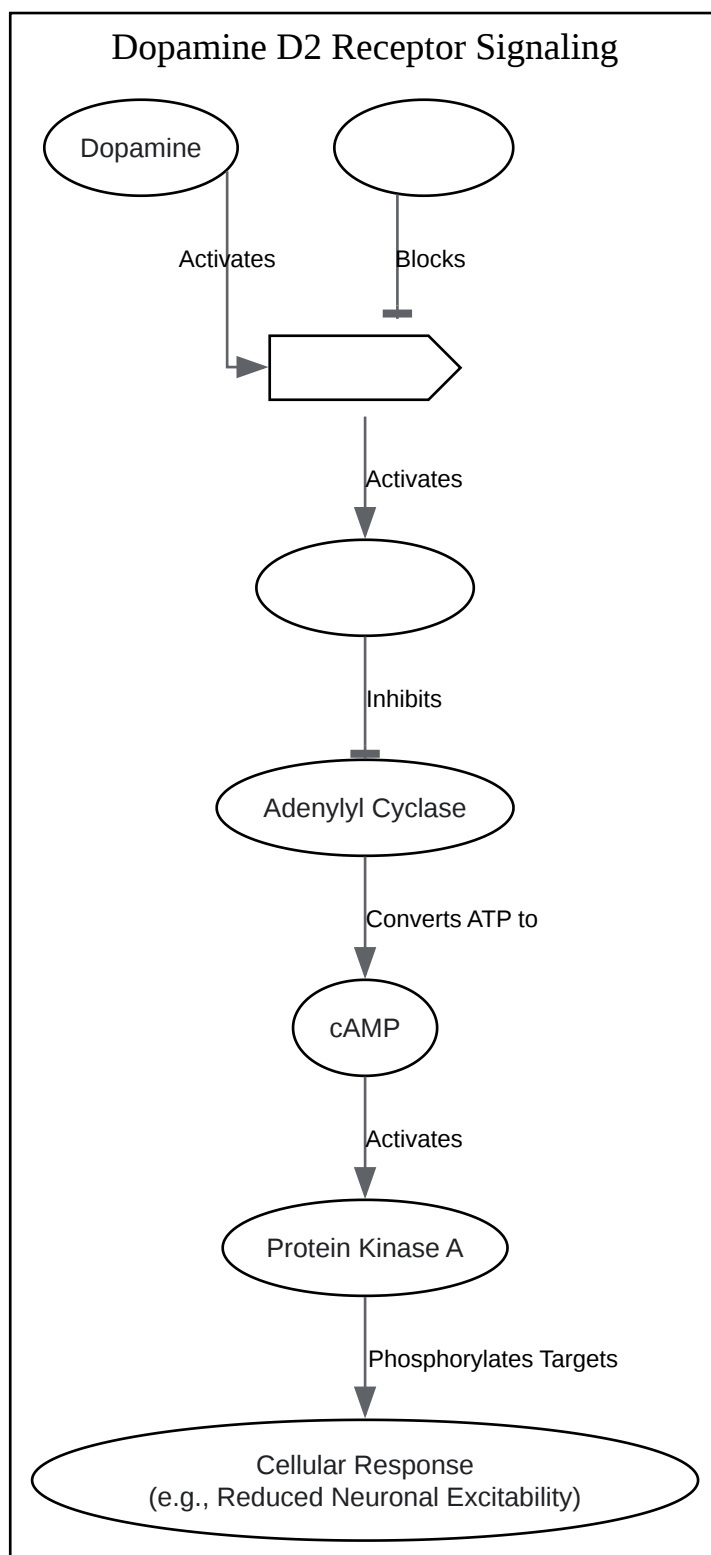 Dopamine D2 Receptor Signaling
Dopamine
Activates
Blocks
Activates
Inhibits
Adenylyl Cyclase
Converts ATP to
cAMP
Activates
Protein Kinase A
Phosphorylates Targets
Cellular Response
(e.g., Reduced Neuronal Excitability)